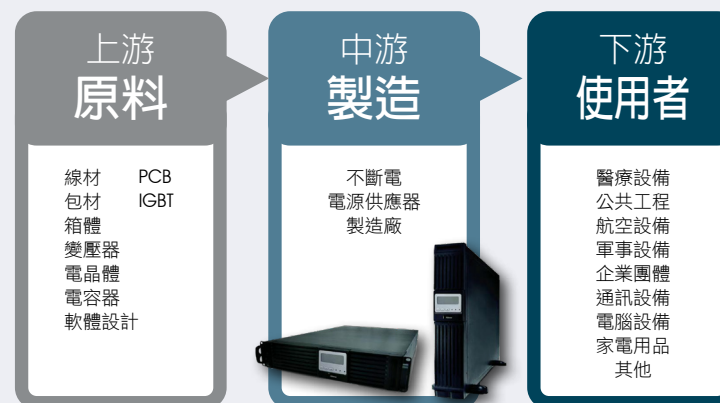 上游
原料
線材 PCB
包材 IGBT
箱體
變壓器
電晶體
電容器
軟體設計
中游
製造
不斷電
電源供應器
製造廠
下游
使用者
醫療設備
公共工程
航空設備
軍事設備
企業團體
通訊設備
電腦設備
家電用品
其他